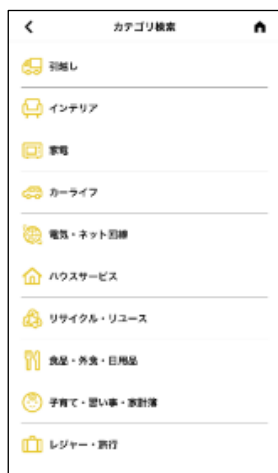 カテゴリ検索
引越し
インテリア
家電
カーライフ
電気・ネット回線
ハウスサービス
リサイクル・リユース
食品・外食・日用品
子育て・習い事・家計簿
レジャー・旅行